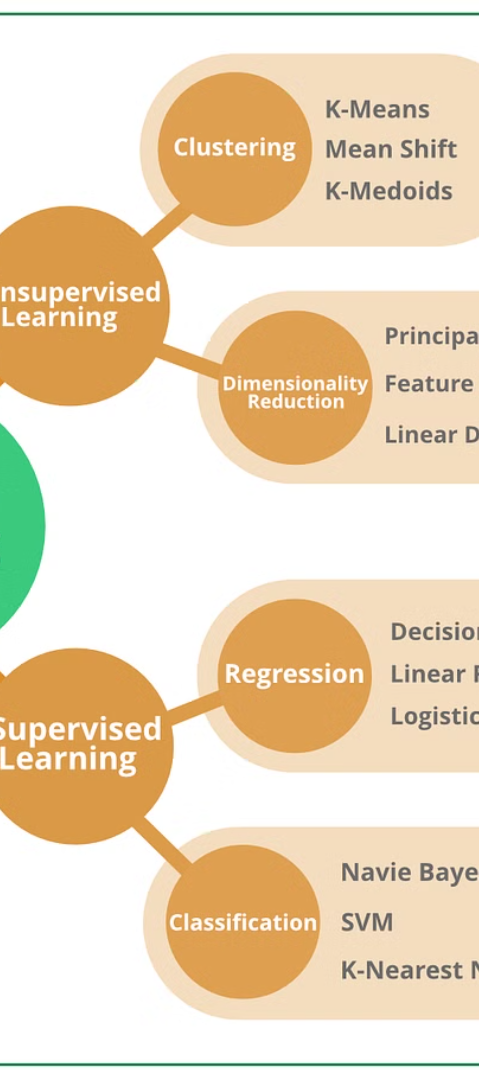 Clustering
K-Means
Mean Shift
K-Medoids
nsupervised
Learning
Dimensionality
Reduction
Principa
Feature
Linear D
Regression
Decision
Linear
Logistic
Supervised
Learning
Classification
Navie Baye
SVM
K-Nearest N